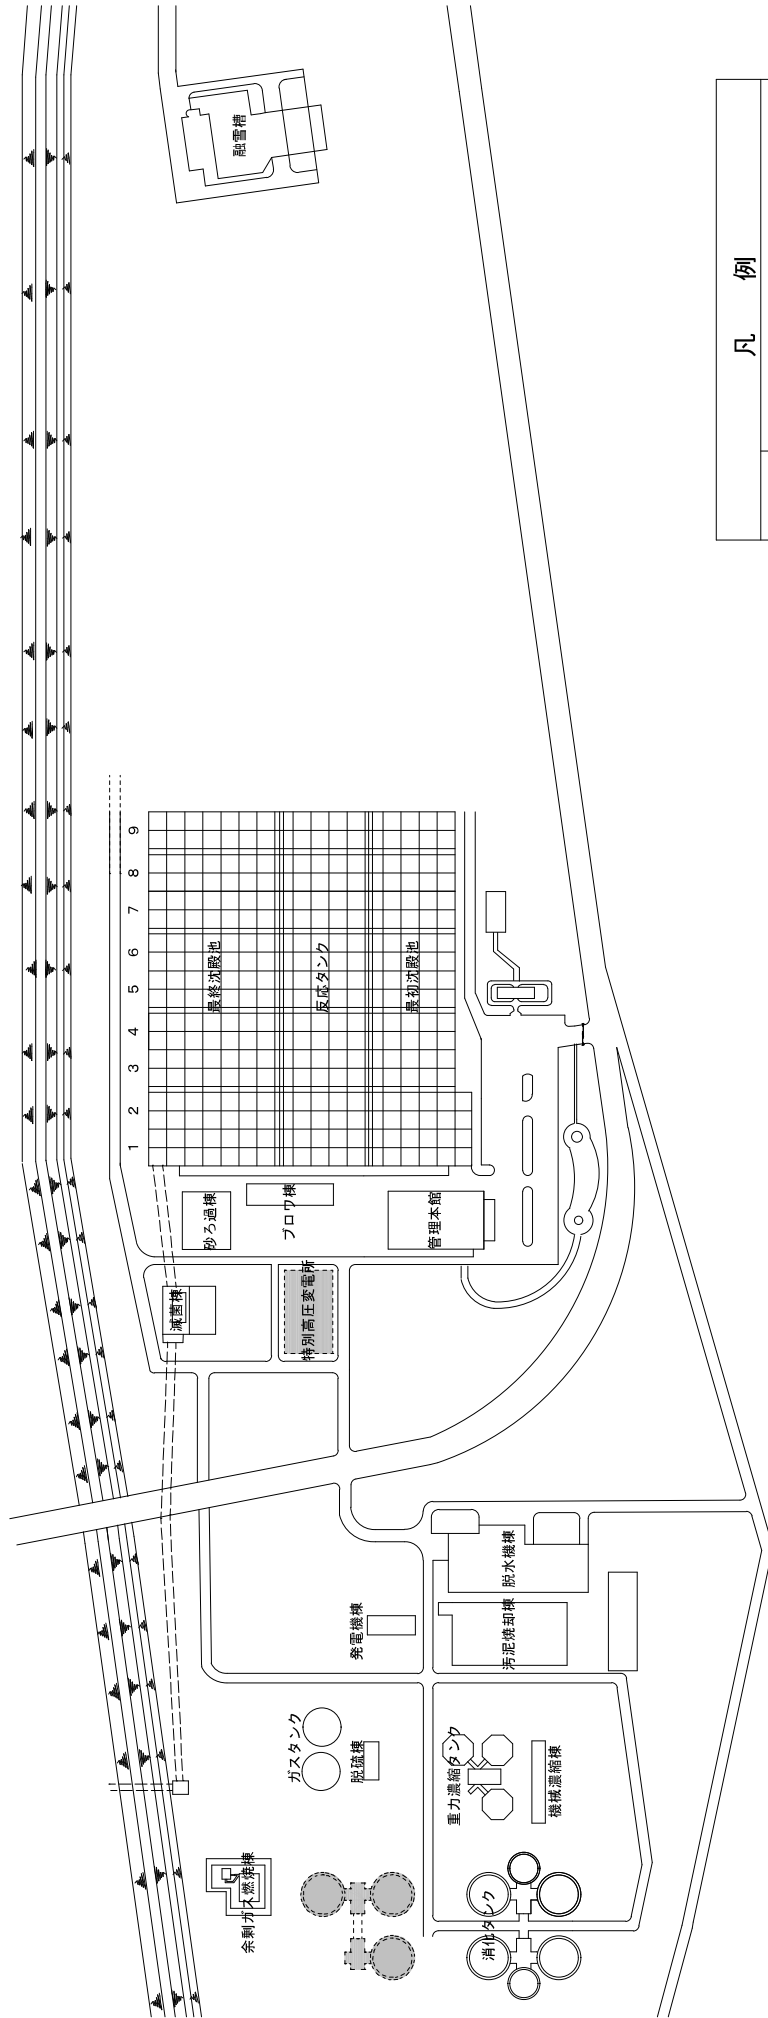 融雪槽
凡　例
9
8
7
6
5
4
3
2
1
最終沈殿池
反応タンク
最初沈殿池
砂ろ過棟
ブロワ棟
管理本館
滅菌棟
特別高圧変電所
脱水機棟
汚泥焼却棟
発電機棟
ガスタンク
脱硫棟
重力濃縮タンク
機械濃縮棟
余剰ガス燃焼棟
消化タンク